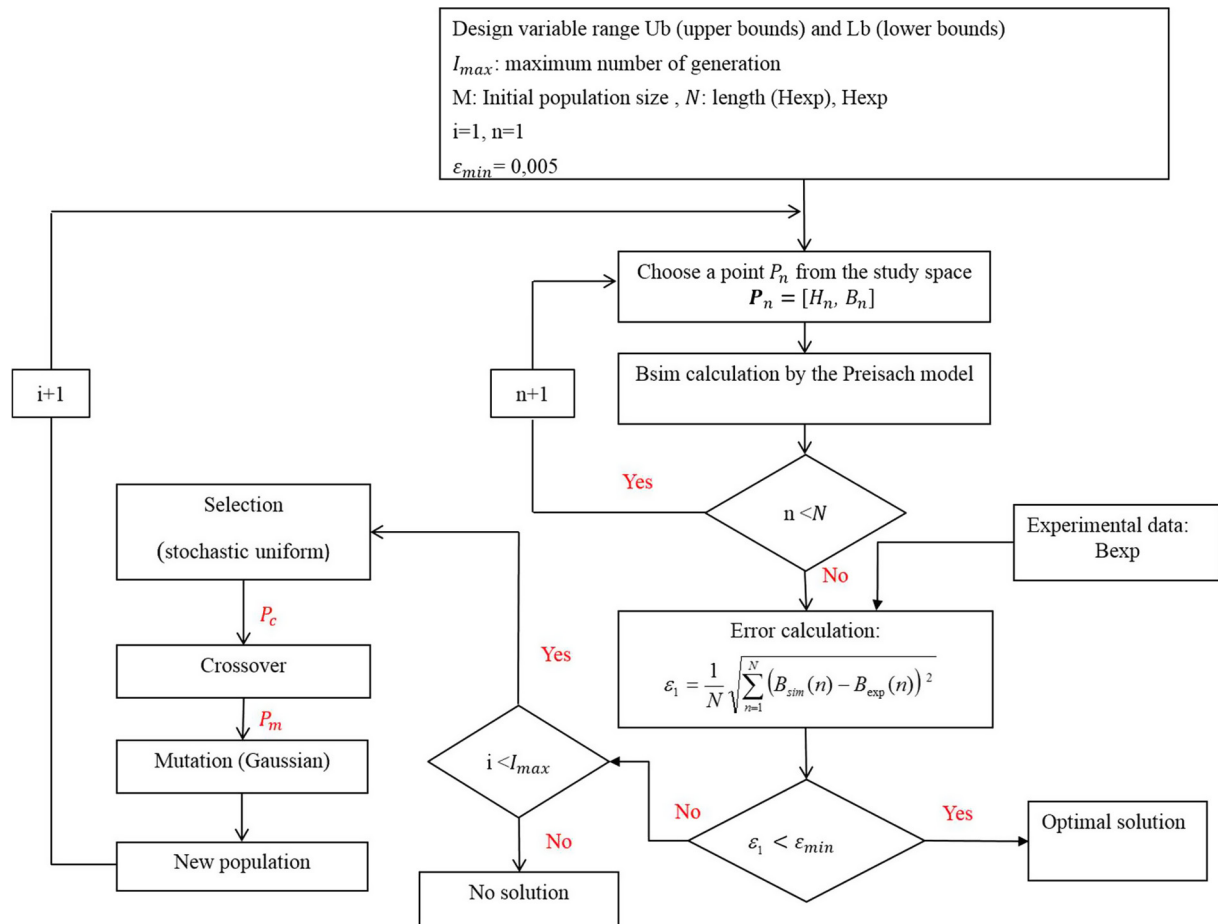 Design variable range Ub (upper bounds) and Lb (lower bounds)
I_max: maximum number of generation
M: Initial population size , N: length (Hexp), Hexp
i=1, n=1
ε_min= 0,005
Choose a point P_n from the study space
P_n = [H_n, B_n]
Bsim calculation by the Preisach model
n+1
i+1
Yes
n <N
No
Experimental data:
Bexp
Error calculation:
ε_1 = 1/N √(∑_{n=1}^{N} (B_sim(n) − B_exp(n))^2)
ε_1 < ε_min
Yes
Optimal solution
No
i <I_max
No
No solution
Yes
Selection
(stochastic uniform)
P_c
Crossover
P_m
Mutation (Gaussian)
New population